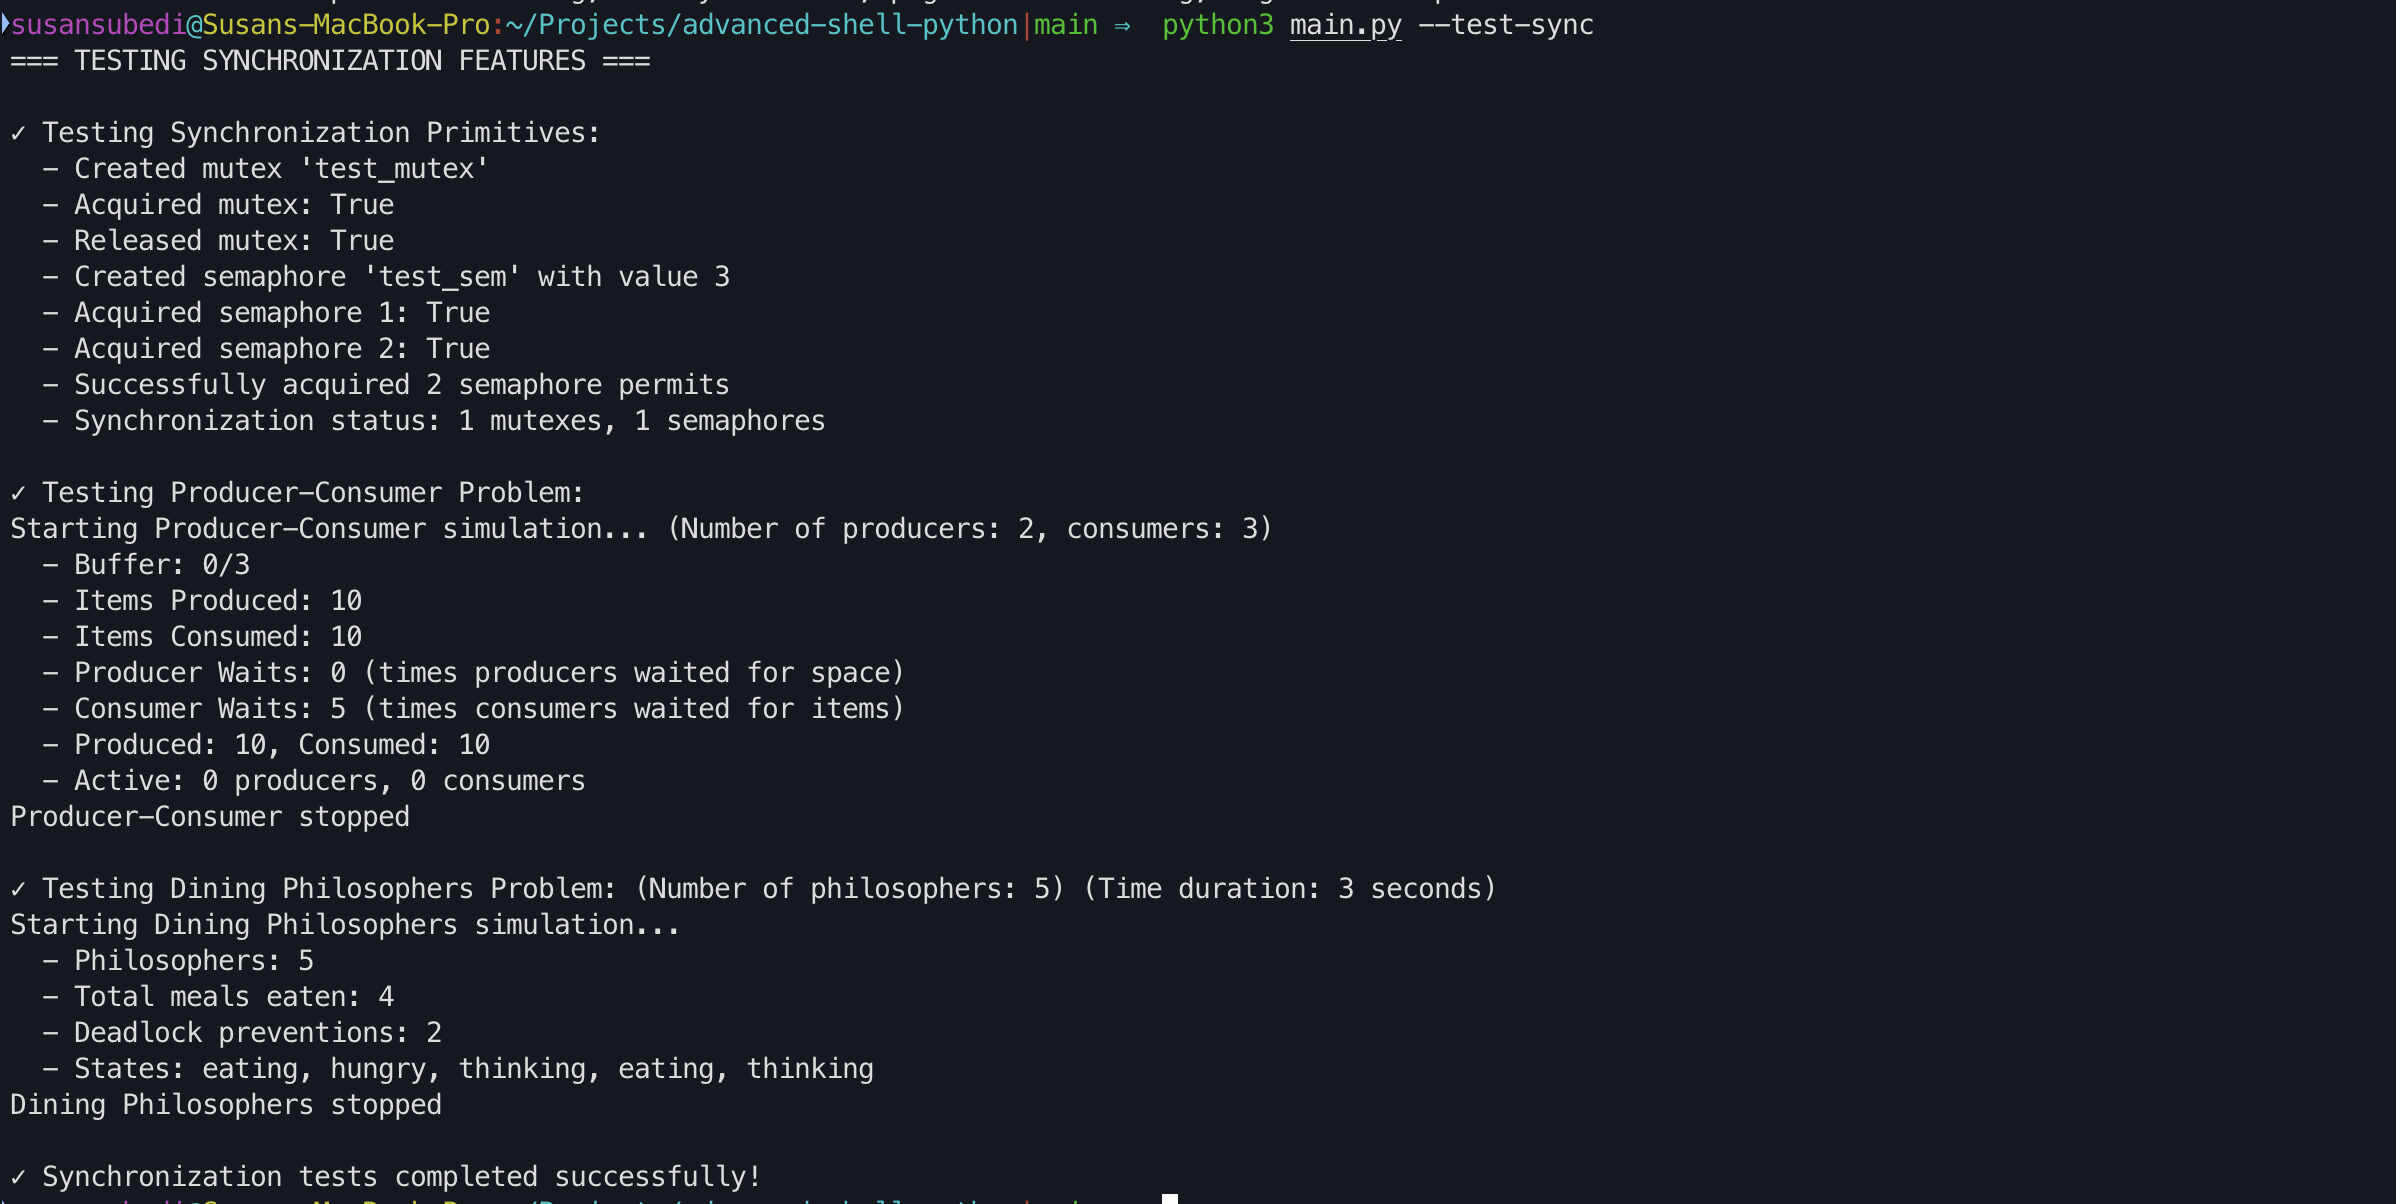 susansubedi@Susans-MacBook-Pro:~/Projects/advanced-shell-python|main ⇒  python3 main.py --test-sync
=== TESTING SYNCHRONIZATION FEATURES ===

✓ Testing Synchronization Primitives:
  - Created mutex 'test_mutex'
  - Acquired mutex: True
  - Released mutex: True
  - Created semaphore 'test_sem' with value 3
  - Acquired semaphore 1: True
  - Acquired semaphore 2: True
  - Successfully acquired 2 semaphore permits
  - Synchronization status: 1 mutexes, 1 semaphores

✓ Testing Producer-Consumer Problem:
Starting Producer-Consumer simulation... (Number of producers: 2, consumers: 3)
  - Buffer: 0/3
  - Items Produced: 10
  - Items Consumed: 10
  - Producer Waits: 0 (times producers waited for space)
  - Consumer Waits: 5 (times consumers waited for items)
  - Produced: 10, Consumed: 10
  - Active: 0 producers, 0 consumers
Producer-Consumer stopped

✓ Testing Dining Philosophers Problem: (Number of philosophers: 5) (Time duration: 3 seconds)
Starting Dining Philosophers simulation...
  - Philosophers: 5
  - Total meals eaten: 4
  - Deadlock preventions: 2
  - States: eating, hungry, thinking, eating, thinking
Dining Philosophers stopped

✓ Synchronization tests completed successfully!